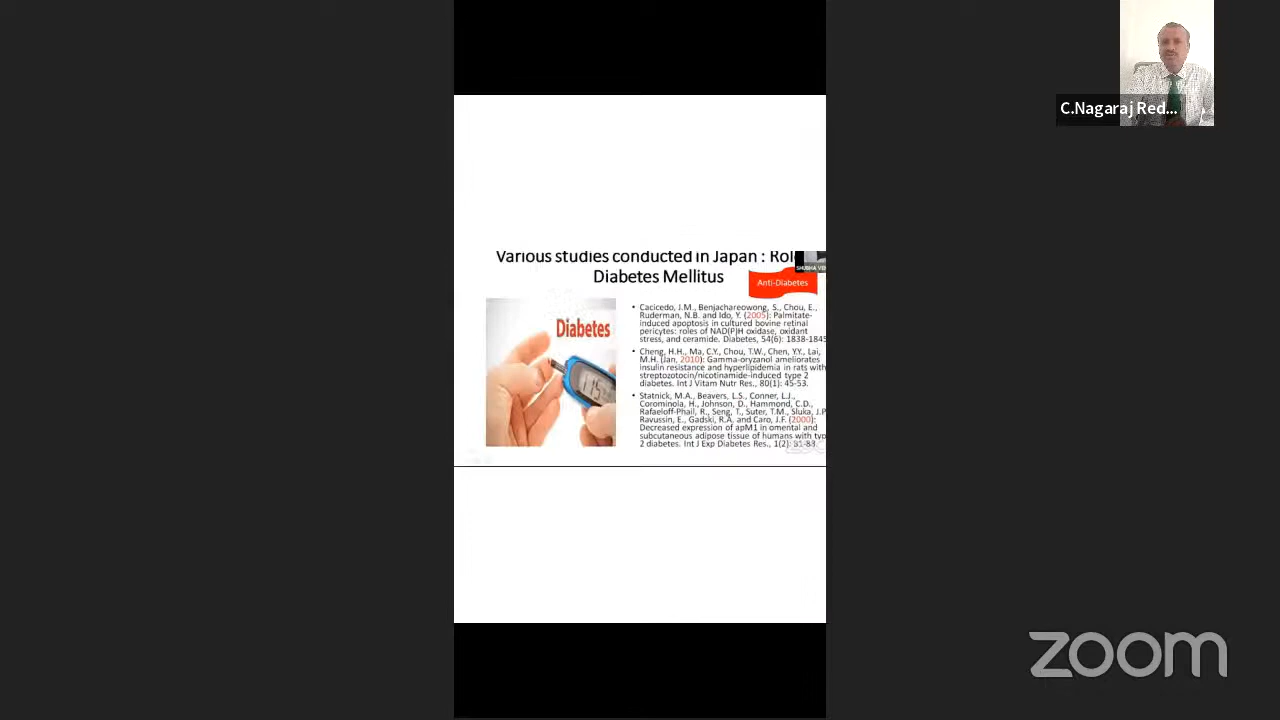 C.Nagaraj Red...
Various studies conducted in Japan : Rol
Diabetes Mellitus
SHUBHA
Anti-Diabetes
Diabetes
115
• Cacicedo, J.M., Benjachareowong, S., Chou, E.,
Ruderman, N.B. and Ido, Y. (2005): Palmitate-
induced apoptosis in cultured bovine retinal
pericytes: roles of NAD(P)H oxidase, oxidant
stress, and ceramide. Diabetes, 54(6): 1838-1845
• Cheng, H.H., Ma, C.Y., Chou, T.W., Chen, Y.Y., Lai,
M.H. (Jan, 2010): Gamma-oryzanol ameliorates
insulin resistance and hyperlipidemia in rats with
streptozotocin/nicotinamide-induced type 2
diabetes. Int J Vitam Nutr Res., 80(1): 45-53.
• Statnick, M.A., Beavers, L.S., Conner, L.J.,
Corominola, H., Johnson, D., Hammond, C.D.,
Rafaeloff-Phail, R., Seng, T., Suter, T.M., Sluka, J.P
Ravussin, E., Gadski, R.A. and Caro, J.F. (2000):
Decreased expression of apM1 in omental and
subcutaneous adipose tissue of humans with typ
2 diabetes. Int J Exp Diabetes Res., 1(2): 81-88.
zoom